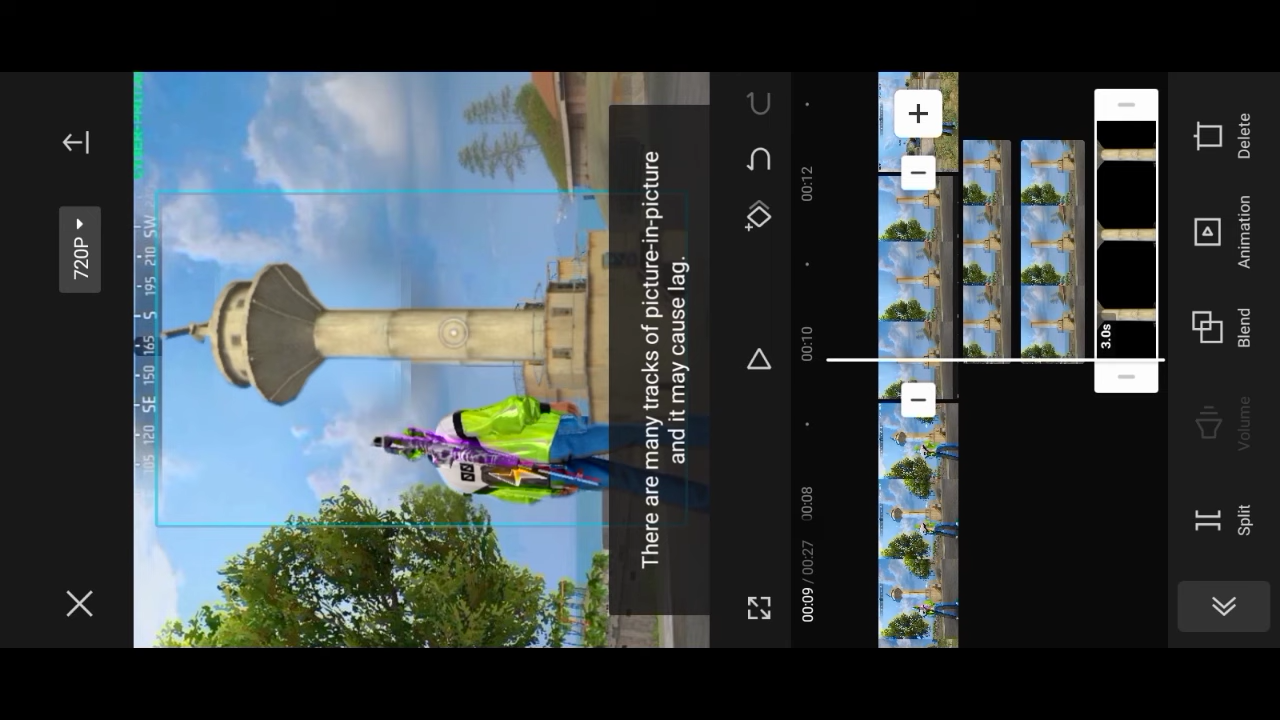 720P
105 120 SE 150 165 S 195 210 SW
There are many tracks of picture-in-picture
and it may cause lag.
00:09 / 00:27
00:08
00:10
00:12
3.0s
Split
Volume
Blend
Animation
Delete